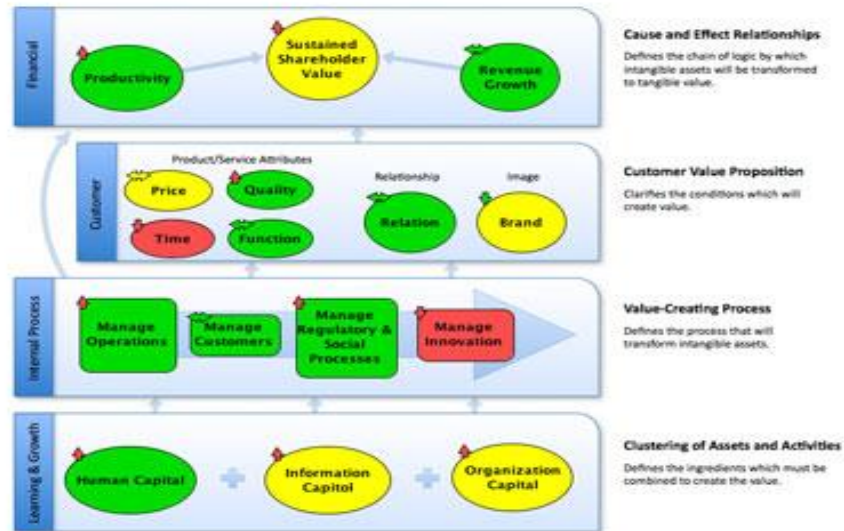 Financial
Productivity
Sustained
Shareholder
Value
Revenue
Growth
Cause and Effect Relationships
Defines the chain of logic by which
intangible assets will be transformed
to tangible value.
Customer
Product/Service Attributes
Price
Quality
Time
Function
Relationship
Relation
Image
Brand
Customer Value Proposition
Clarifies the conditions which will
create value.
Internal Process
Manage
Operations
Manage
Customers
Manage
Regulatory &
Social
Processes
Manage
Innovation
Value-Creating Process
Defines the process that will
transform intangible assets.
Learning & Growth
Human Capital
Information
Capitol
Organization
Capital
Clustering of Assets and Activities
Defines the ingredients which must be
combined to create the value.